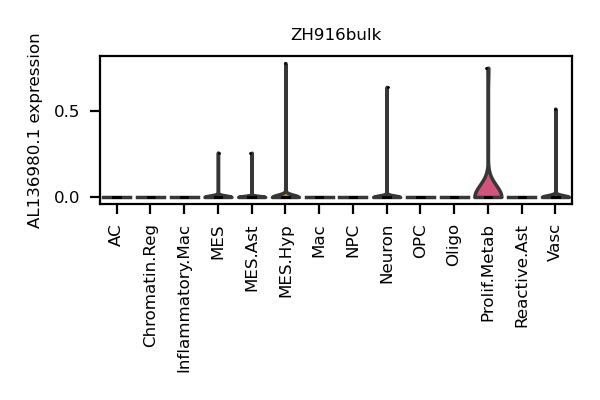 ZH916bulk
AL136980.1 expression
0.5
0.0
AC
Chromatin.Reg
Inflammatory.Mac
MES
MES.Ast
MES.Hyp
Mac
NPC
Neuron
OPC
Oligo
Prolif.Metab
Reactive.Ast
Vasc